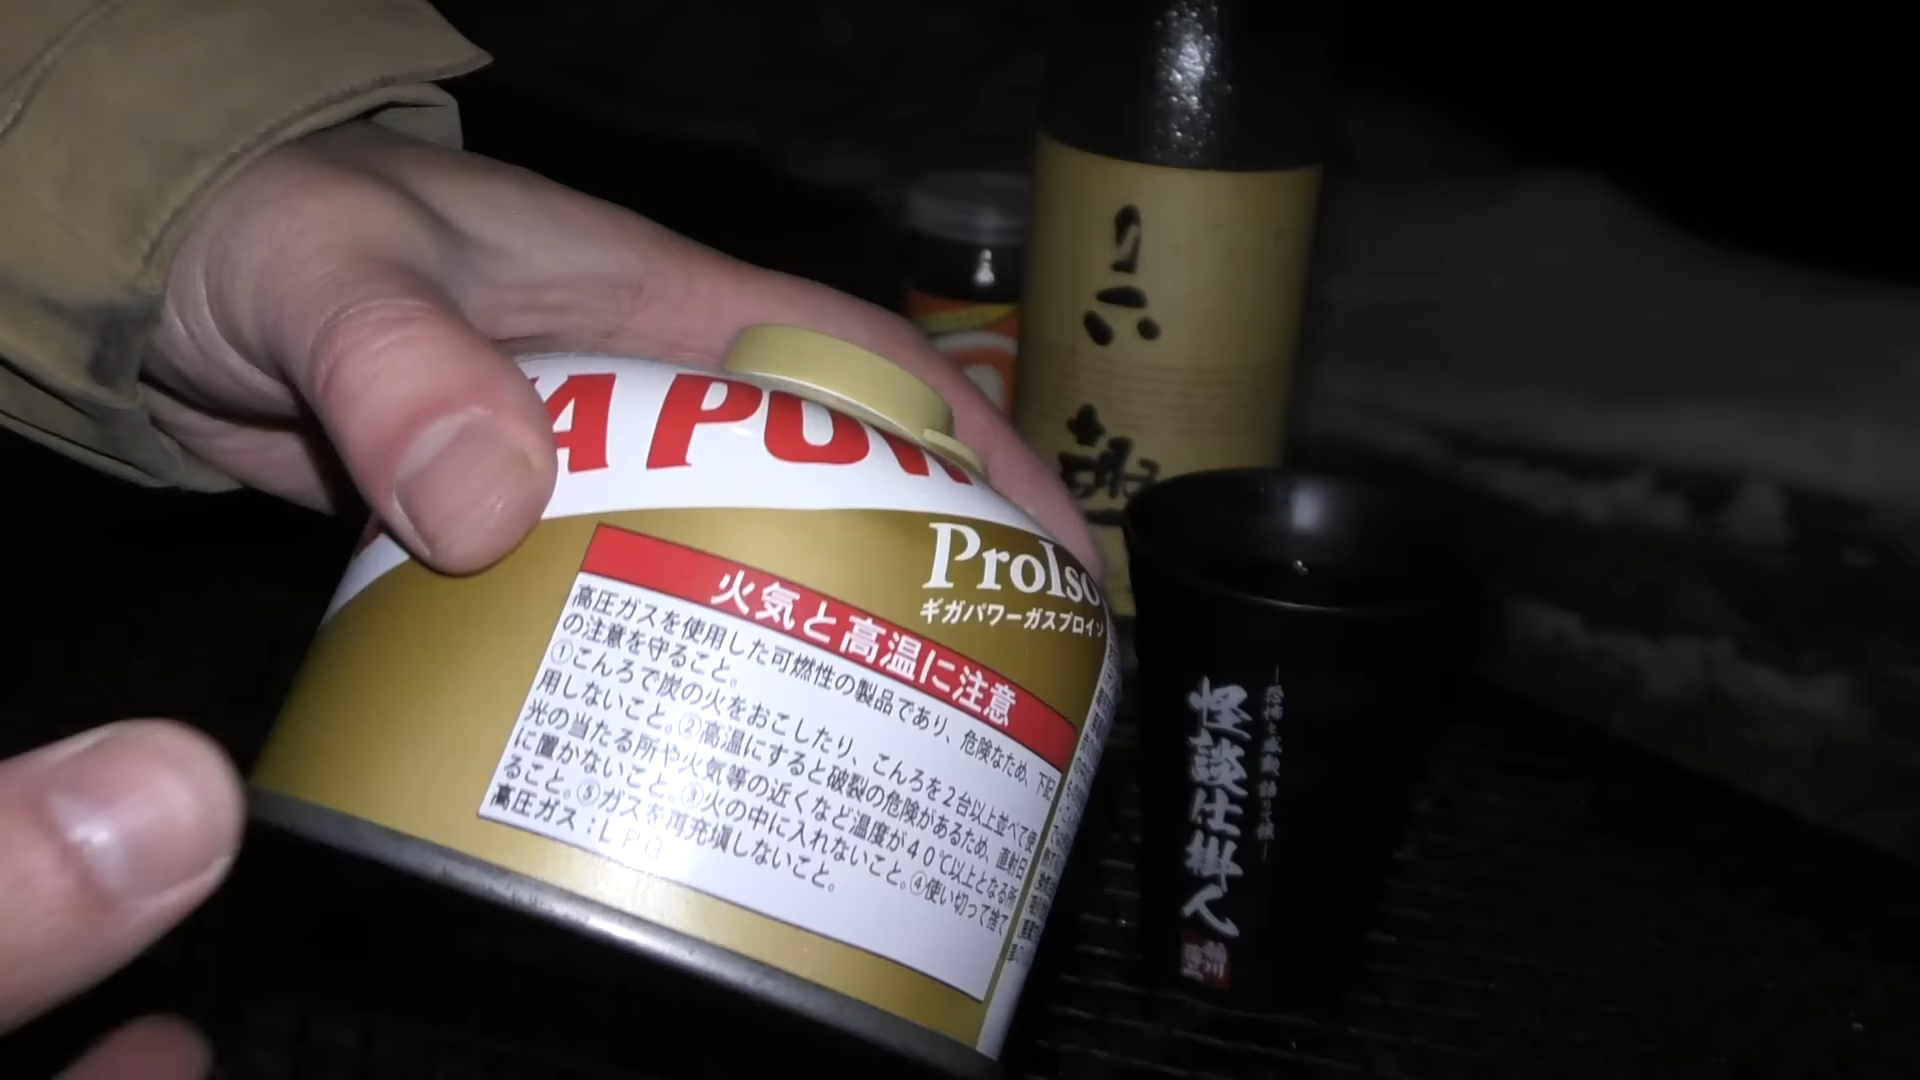 A POW
ProIso
ギガパワーガスプロイソ
火気と高温に注意
高圧ガスを使用した可燃性の製品であり、危険なため、下記
の注意を守ること。
①こんろで炭の火をおこしたり、こんろを2台以上並べて使
用しないこと。②高温にすると破裂の危険があるため、直射日
光の当たる所や火気等の近くなど温度が40℃以上となる所
に置かないこと。③火の中に入れないこと。④使い切って捨て
ること。⑤ガスを再充填しないこと。
高圧ガス：LPG
六
怪談仕掛人